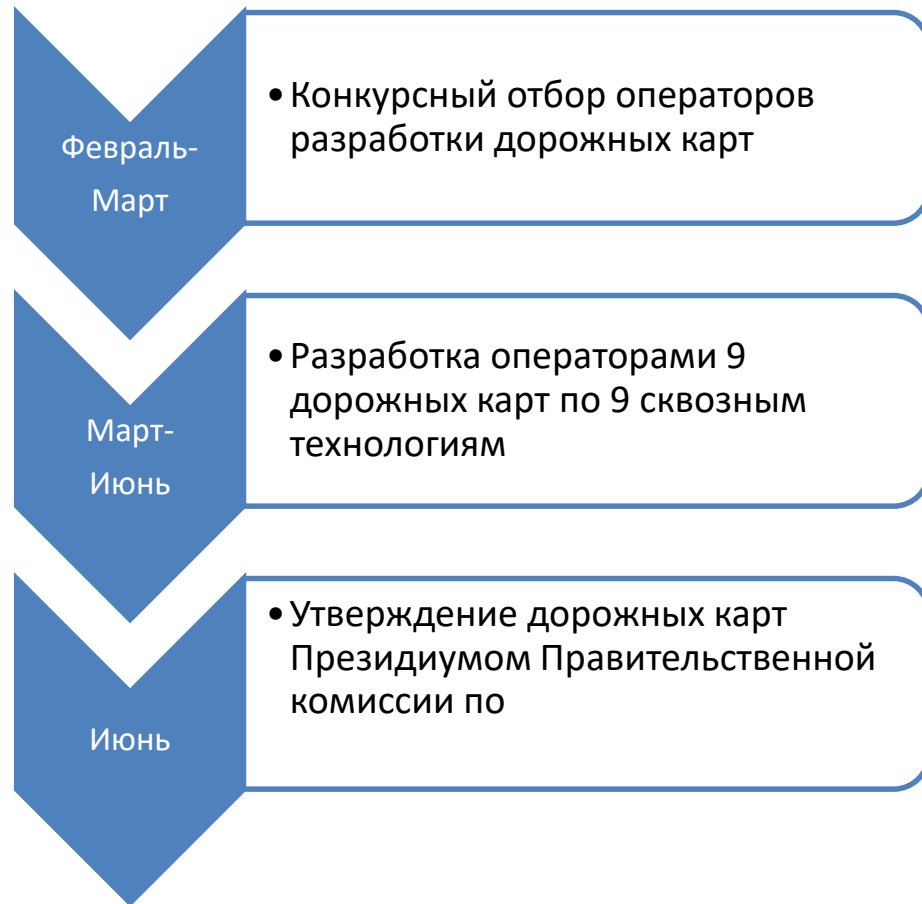 Февраль-
Март
• Конкурсный отбор операторов
разработки дорожных карт
Март-
Июнь
• Разработка операторами 9
дорожных карт по 9 сквозным
технологиям
Июнь
• Утверждение дорожных карт
Президиумом Правительственной
комиссии по